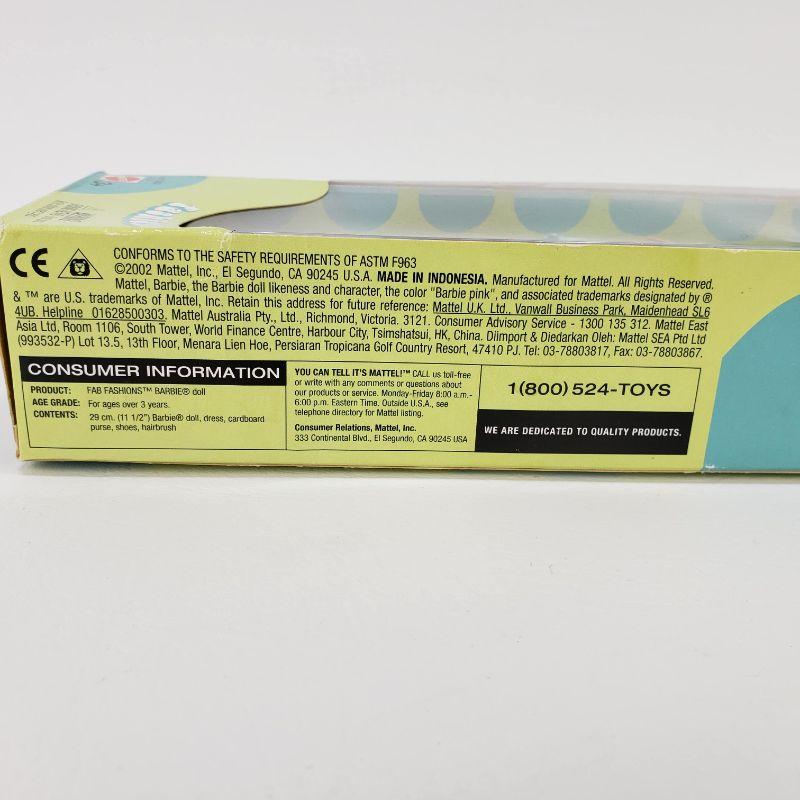 CONFORMS TO THE SAFETY REQUIREMENTS OF ASTM F963
©2002 Mattel, Inc., El Segundo, CA 90245 U.S.A. MADE IN INDONESIA. Manufactured for Mattel. All Rights Reserved.
Mattel, Barbie, the Barbie doll likeness and character, the color "Barbie pink", and associated trademarks designated by ®
& ™ are U.S. trademarks of Mattel, Inc. Retain this address for future reference: Mattel U.K. Ltd., Vanwall Business Park, Maidenhead SL6
4UB. Helpline 01628500303. Mattel Australia Pty., Ltd., Richmond, Victoria. 3121. Consumer Advisory Service - 1300 135 312. Mattel East
Asia Ltd, Room 1106, South Tower, World Finance Centre, Harbour City, Tsimshatsui, HK, China. Diimport & Diedarkan Oleh: Mattel SEA Ptd Ltd
(993532-P) Lot 13.5, 13th Floor, Menara Lien Hoe, Persiaran Tropicana Golf Country Resort, 47410 PJ. Tel: 03-78803817, Fax: 03-78803867.
CONSUMER INFORMATION
PRODUCT: FAB FASHIONS™ BARBIE® doll
AGE GRADE: For ages over 3 years.
CONTENTS: 29 cm. (11 1/2") Barbie® doll, dress, cardboard
purse, shoes, hairbrush
YOU CAN TELL IT'S MATTEL!™ CALL us toll-free
or write with any comments or questions about
our products or service. Monday-Friday 8:00 a.m.-
6:00 p.m. Eastern Time. Outside U.S.A., see
telephone directory for Mattel listing.
Consumer Relations, Mattel, Inc.
333 Continental Blvd., El Segundo, CA 90245 USA
1(800) 524-TOYS
WE ARE DEDICATED TO QUALITY PRODUCTS.